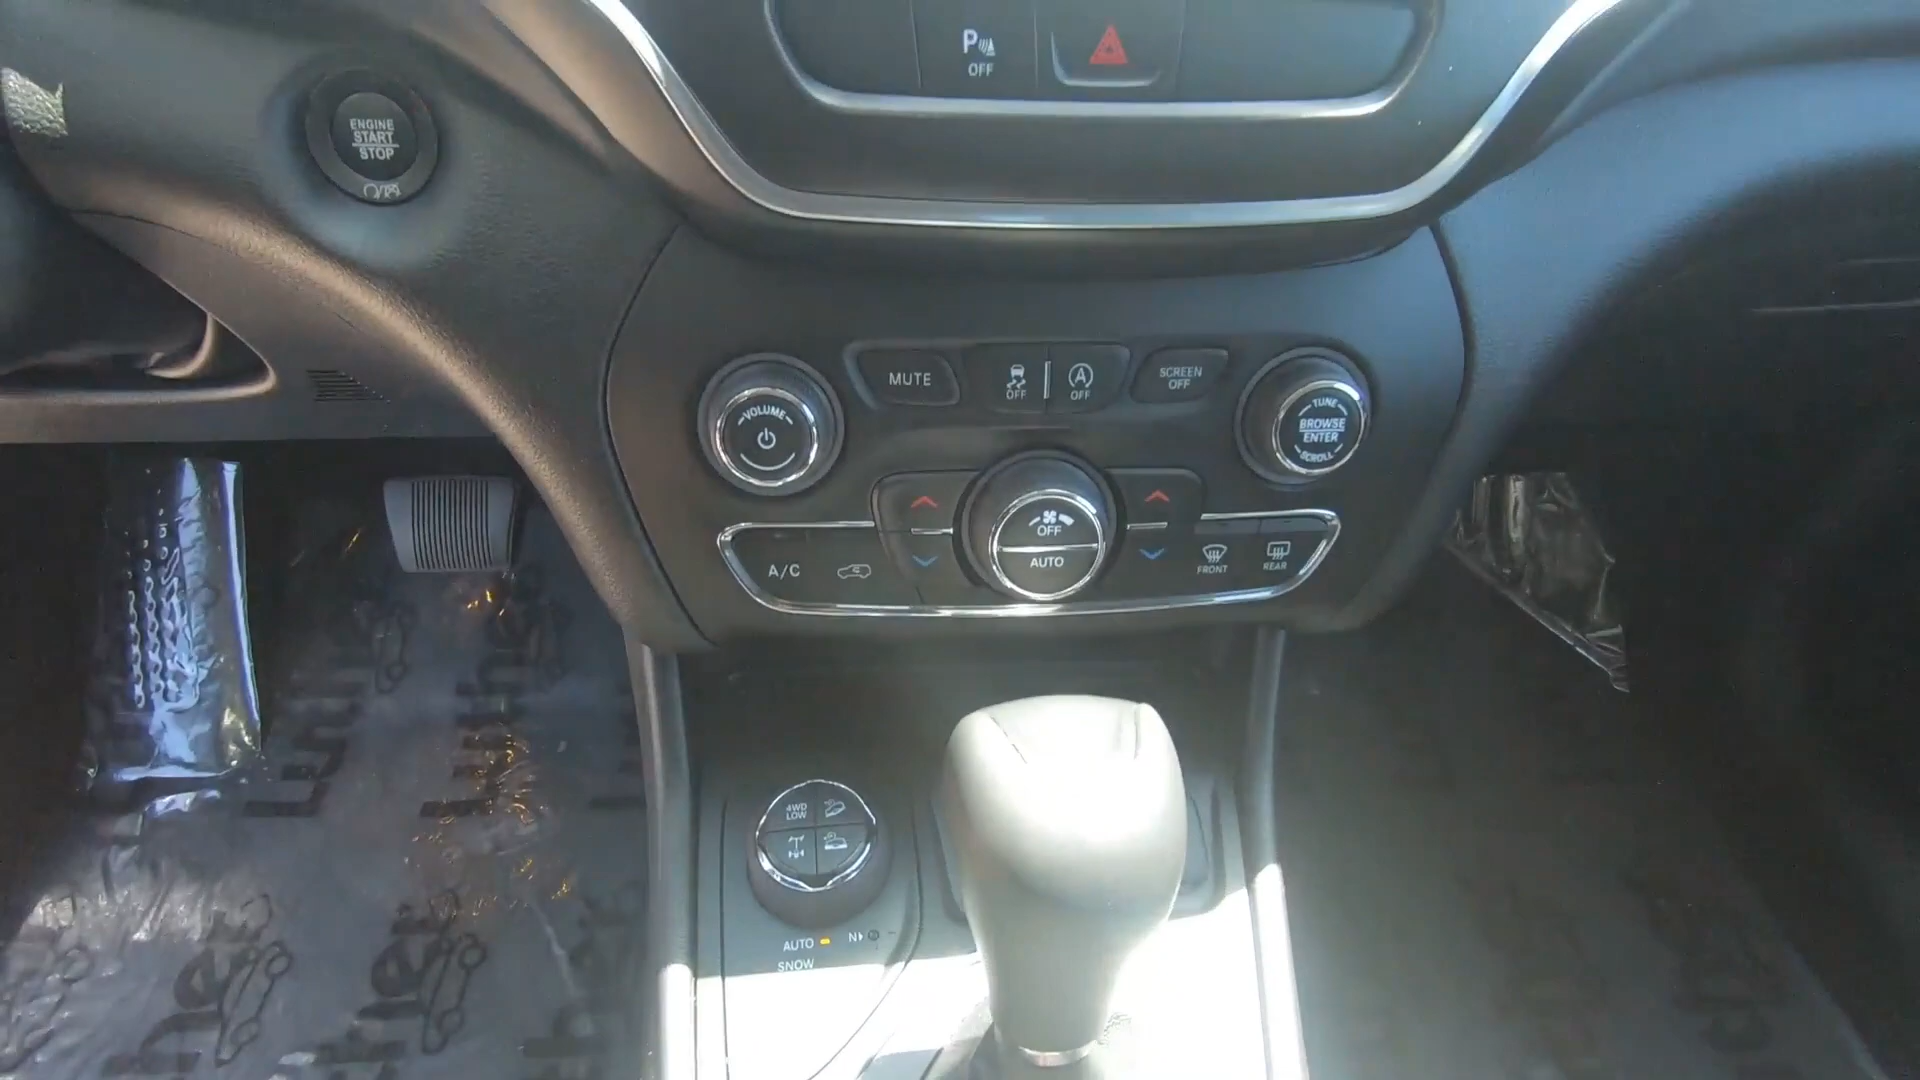 P
OFF
ENGINE
START
STOP
MUTE
OFF
A
OFF
SCREEN
OFF
VOLUME
TUNE
BROWSE
ENTER
SCROLL
OFF
AUTO
A/C
FRONT
REAR
4WD
LOW
AUTO
N
SNOW